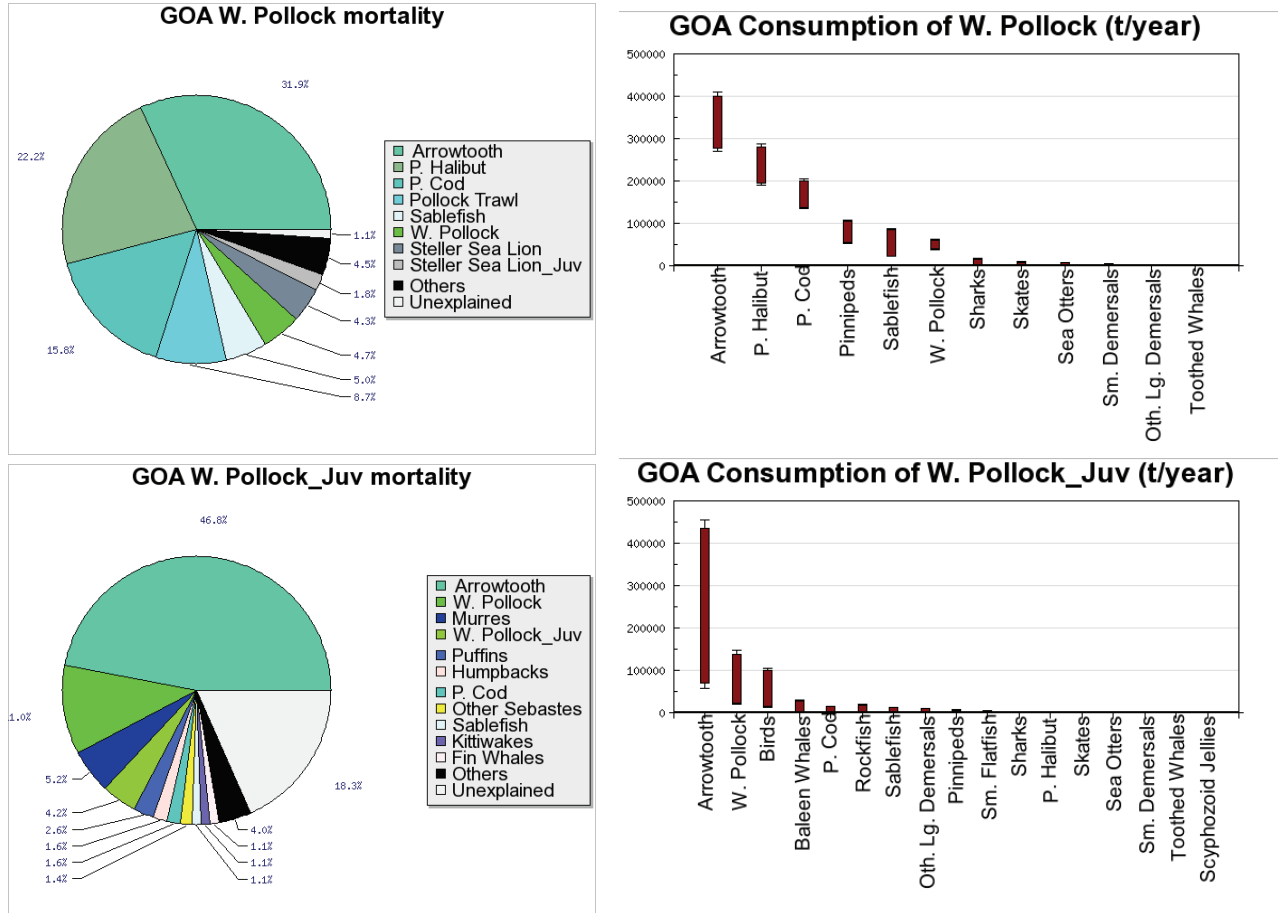 GOA W. Pollock mortality
31.9%
22.2%
15.8%
1.1%
4.5%
1.8%
4.3%
4.7%
5.0%
8.7%
Arrowtooth
P. Halibut
P. Cod
Pollock Trawl
Sablefish
W. Pollock
Steller Sea Lion
Steller Sea Lion_Juv
Others
Unexplained
GOA Consumption of W. Pollock (t/year)
500000
400000
300000
200000
100000
0
Arrowtooth
P. Halibut
P. Cod
Pinnipeds
Sablefish
W. Pollock
Sharks
Skates
Sea Otters
Sm. Demersals
Oth. Lg. Demersals
Toothed Whales
GOA W. Pollock_Juv mortality
46.8%
1.0%
5.2%
4.2%
2.6%
1.6%
1.6%
1.4%
18.3%
4.0%
1.1%
1.1%
1.1%
Arrowtooth
W. Pollock
Murres
W. Pollock_Juv
Puffins
Humpbacks
P. Cod
Other Sebastes
Sablefish
Kittiwakes
Fin Whales
Others
Unexplained
GOA Consumption of W. Pollock_Juv (t/year)
500000
400000
300000
200000
100000
0
Arrowtooth
W. Pollock
Birds
Baleen Whales
P. Cod
Rockfish
Sablefish
Oth. Lg. Demersals
Pinnipeds
Sm. Flatfish
Sharks
P. Halibut
Skates
Sea Otters
Sm. Demersals
Toothed Whales
Scyphozoid Jellies